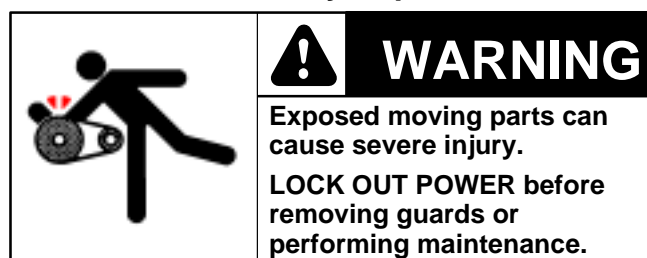 WARNING
Exposed moving parts can
cause severe injury.
LOCK OUT POWER before
removing guards or
performing maintenance.